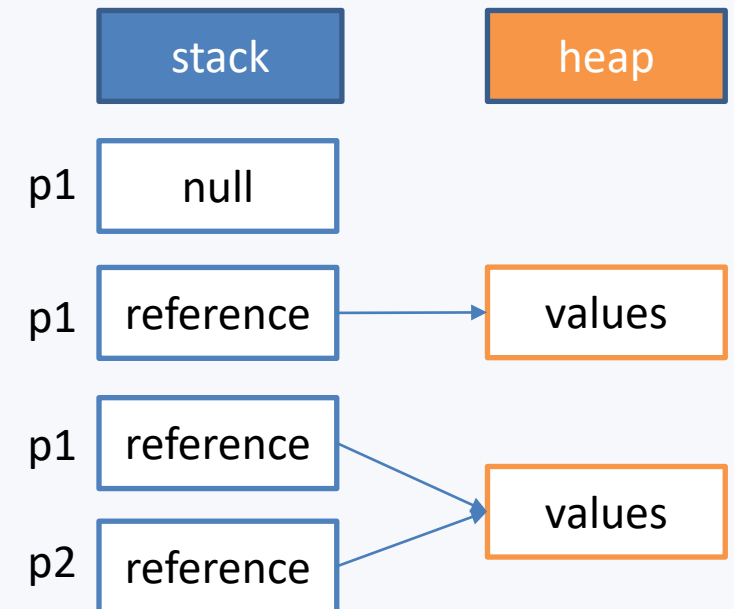 stack heap
p1 null
p1 reference values
p1 reference
values
p2 reference